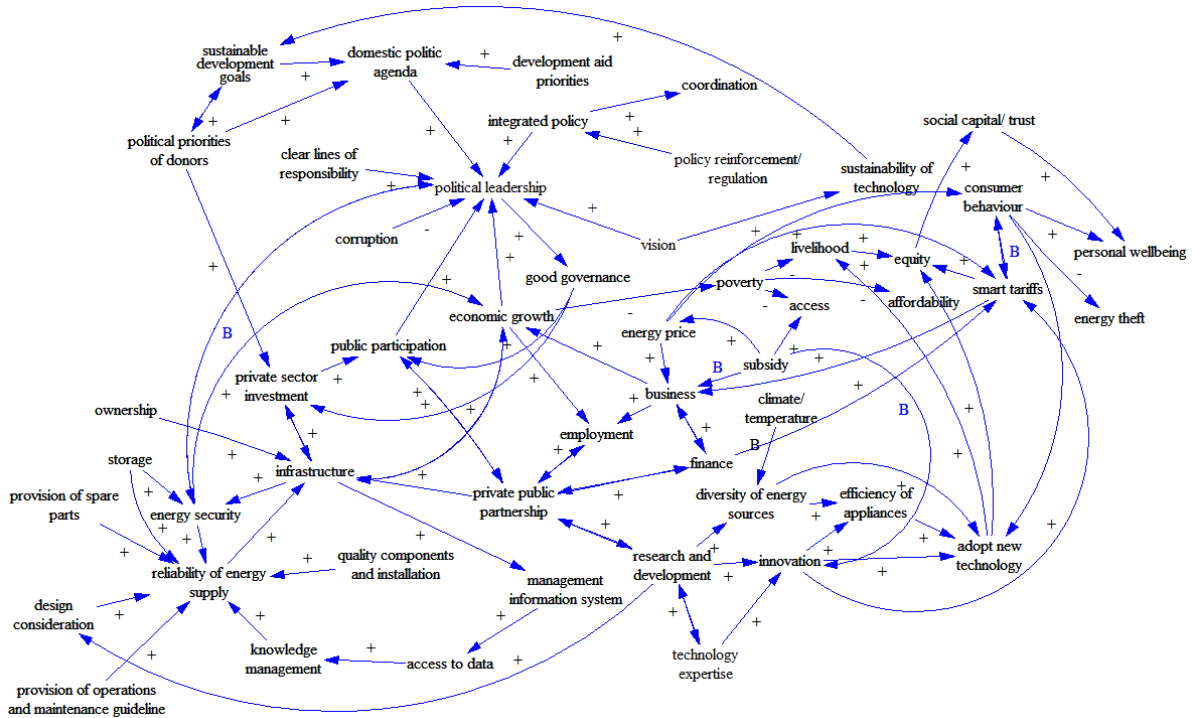 sustainable
development
goals
domestic politic
agenda
development aid
priorities
coordination
integrated policy
political priorities
of donors
clear lines of
responsibility
policy reinforcement/
regulation
social capital/ trust
sustainability of
technology
consumer
behaviour
political leadership
corruption
vision
livelihood
equity
personal wellbeing
B
good governance
poverty
smart tariffs
affordability
access
economic growth
energy price
energy theft
B
public participation
private sector
investment
subsidy
B
business
climate/
temperature
B
ownership
employment
B
storage
infrastructure
finance
provision of spare
parts
energy security
private public
partnership
diversity of energy
sources
efficiency of
appliances
reliability of energy
supply
quality components
and installation
research and
development
innovation
adopt new
technology
management
information system
design
consideration
knowledge
management
access to data
technology
expertise
provision of operations
and maintenance guideline